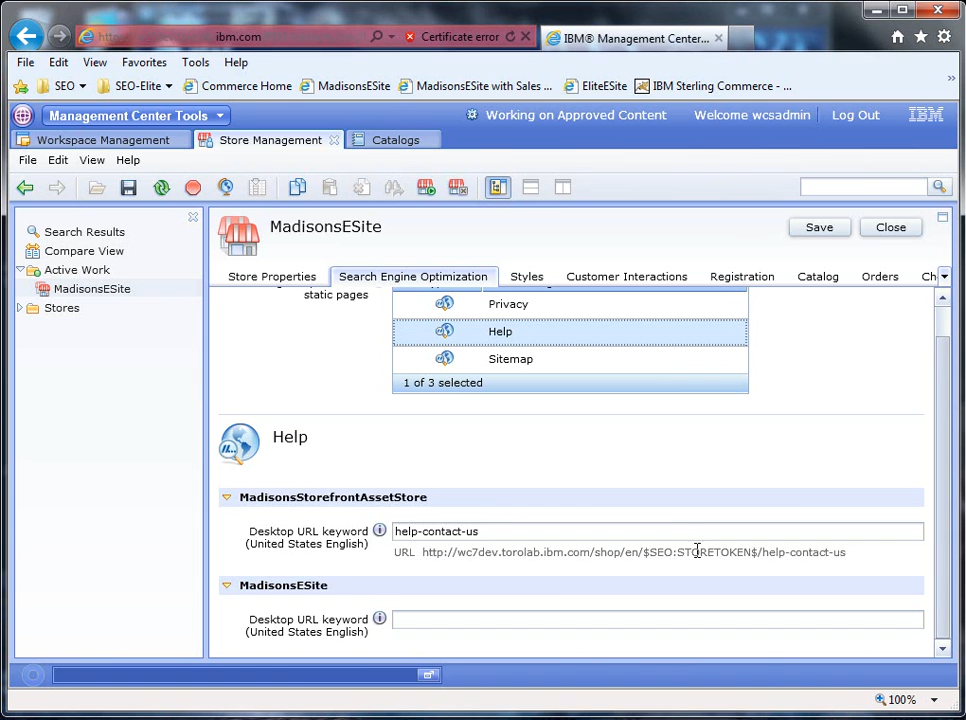 ibm.com
Certificate error
IBM® Management Center...
File Edit View Favorites Tools Help
SEO SEO-Elite Commerce Home MadisonsESite MadisonsESite with Sales ... EliteESite IBM Sterling Commerce - ... »
Management Center Tools Working on Approved Content Welcome wcsadmin Log Out IBM
Workspace Management Store Management Catalogs
File Edit View Help
Search Results
Compare View
Active Work
MadisonsESite
Stores
MadisonsESite Save Close
Store Properties Search Engine Optimization Styles Customer Interactions Registration Catalog Orders Ch
static pages
Privacy
Help
Sitemap
1 of 3 selected
Help
MadisonsStorefrontAssetStore
Desktop URL keyword help-contact-us
(United States English)
URL http://wc7dev.torolab.ibm.com/shop/en/$SEO:STORETOKEN$/help-contact-us
MadisonsESite
Desktop URL keyword
(United States English)
100%